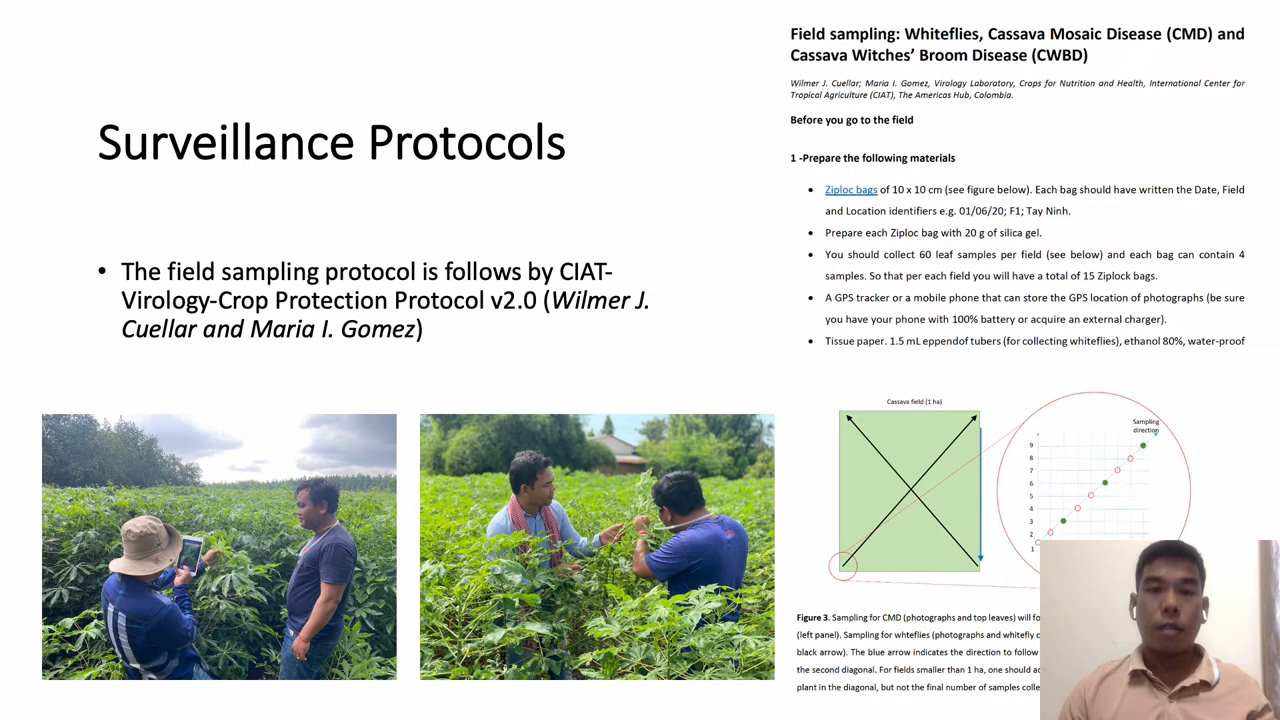 Surveillance Protocols
• The field sampling protocol is follows by CIAT-
Virology-Crop Protection Protocol v2.0 (Wilmer J.
Cuellar and Maria I. Gomez)
Field sampling: Whiteflies, Cassava Mosaic Disease (CMD) and
Cassava Witches’ Broom Disease (CWBD)
Wilmer J. Cuellar; Maria I. Gomez, Virology Laboratory, Crops for Nutrition and Health, International Center for
Tropical Agriculture (CIAT), The Americas Hub, Colombia.
Before you go to the field
1 -Prepare the following materials
• Ziploc bags of 10 x 10 cm (see figure below). Each bag should have written the Date, Field
and Location identifiers e.g. 01/06/20; F1; Tay Ninh.
• Prepare each Ziploc bag with 20 g of silica gel.
• You should collect 60 leaf samples per field (see below) and each bag can contain 4
samples. So that per each field you will have a total of 15 Ziplock bags.
• A GPS tracker or a mobile phone that can store the GPS location of photographs (be sure
you have your phone with 100% battery or acquire an external charger).
• Tissue paper. 1.5 mL eppendof tubers (for collecting whiteflies), ethanol 80%, water-proof
Cassava field (1 ha)
Sampling
direction
9
8
7
6
5
4
3
2
1
Figure 3. Sampling for CMD (photographs and top leaves) will fo
(left panel). Sampling for whteflies (photographs and whitefly c
black arrow). The blue arrow indicates the direction to follow
the second diagonal. For fields smaller than 1 ha, one should ad
plant in the diagonal, but not the final number of samples colle